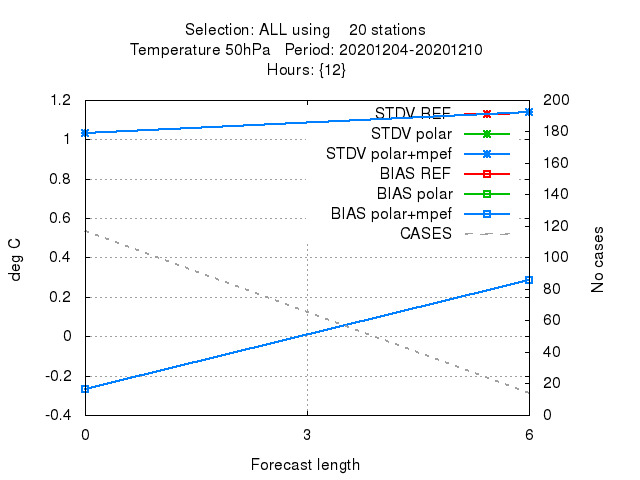 Selection: ALL using    20 stations
Temperature 50hPa   Period: 20201204-20201210
Hours: {12}
1.2
1
0.8
0.6
0.4
0.2
0
-0.2
-0.4
deg C
200
180
160
140
120
100
80
60
40
20
0
No cases
STDV REF
STDV polar
STDV polar+mpef
BIAS REF
BIAS polar
BIAS polar+mpef
CASES
0 3 6
Forecast length